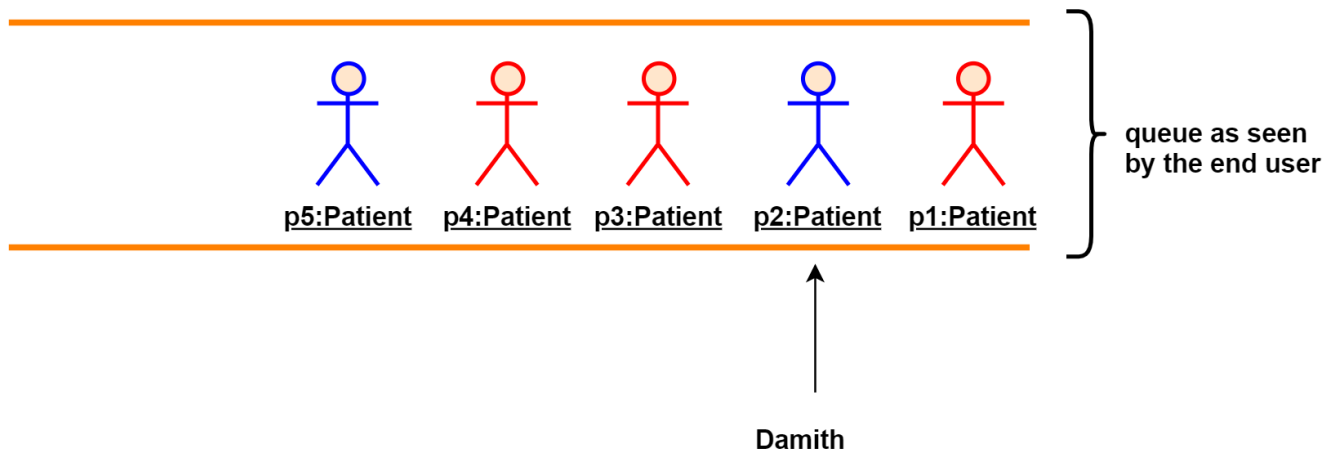 queue as seen
by the end user
p5:Patient p4:Patient p3:Patient p2:Patient p1:Patient
Damith